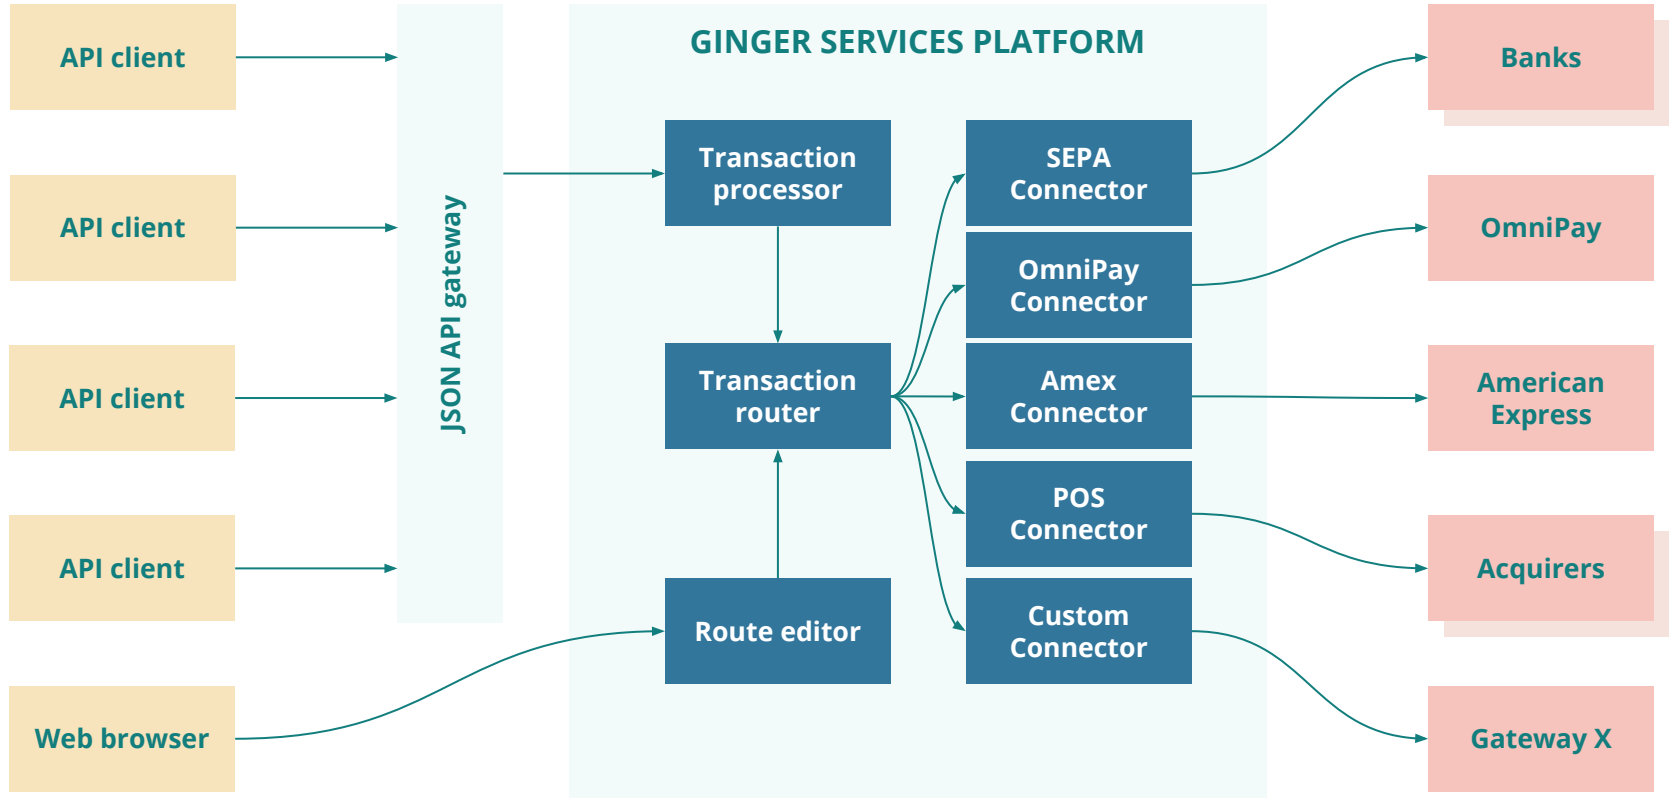 API client
API client
API client
API client
Web browser
JSON API gateway
GINGER SERVICES PLATFORM
Transaction
processor
Transaction
router
Route editor
SEPA
Connector
OmniPay
Connector
Amex
Connector
POS
Connector
Custom
Connector
Banks
OmniPay
American
Express
Acquirers
Gateway X